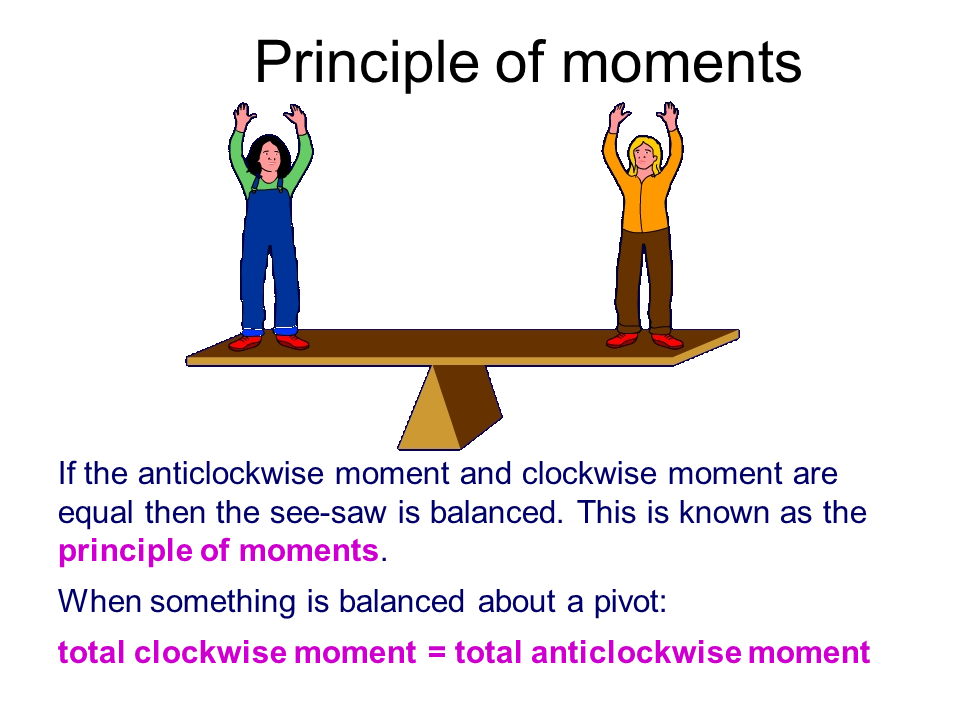 Principle of moments
If the anticlockwise moment and clockwise moment are
equal then the see-saw is balanced. This is known as the
principle of moments.
When something is balanced about a pivot:
total clockwise moment = total anticlockwise moment